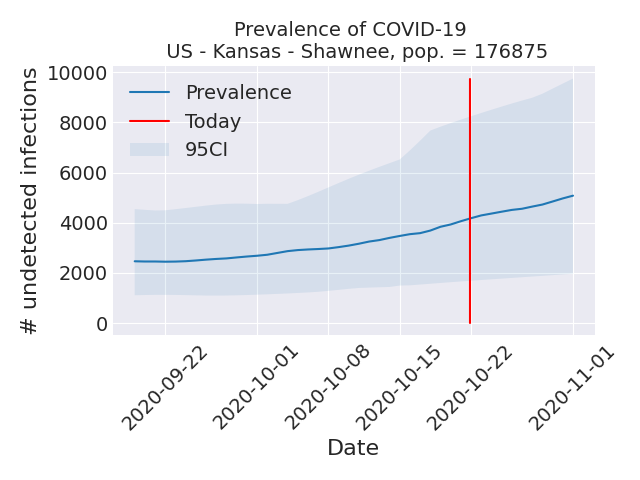 Prevalence of COVID-19
US - Kansas - Shawnee, pop. = 176875
# undetected infections
10000
8000
6000
4000
2000
0
Prevalence
Today
95CI
2020-09-22
2020-10-01
2020-10-08
2020-10-15
2020-10-22
2020-11-01
Date